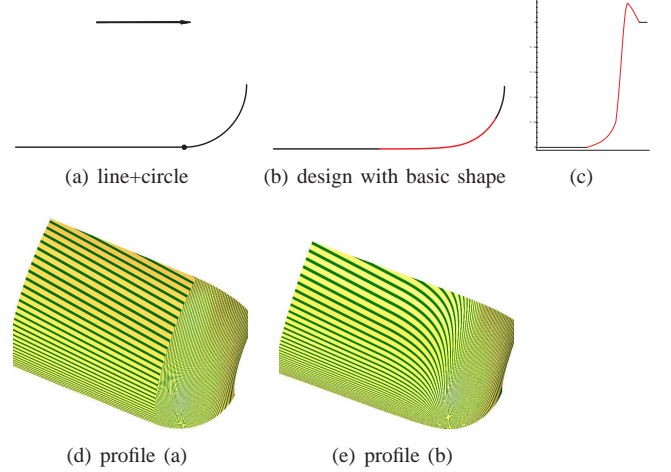 (a) line+circle
(b) design with basic shape
(c)
(d) profile (a)
(e) profile (b)